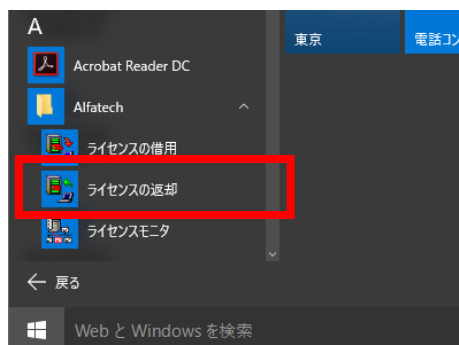 A
東京
電話コン
Acrobat Reader DC
Alfatech
ライセンスの借用
ライセンスの返却
ライセンスモニタ
戻る
Web と Windows を検索